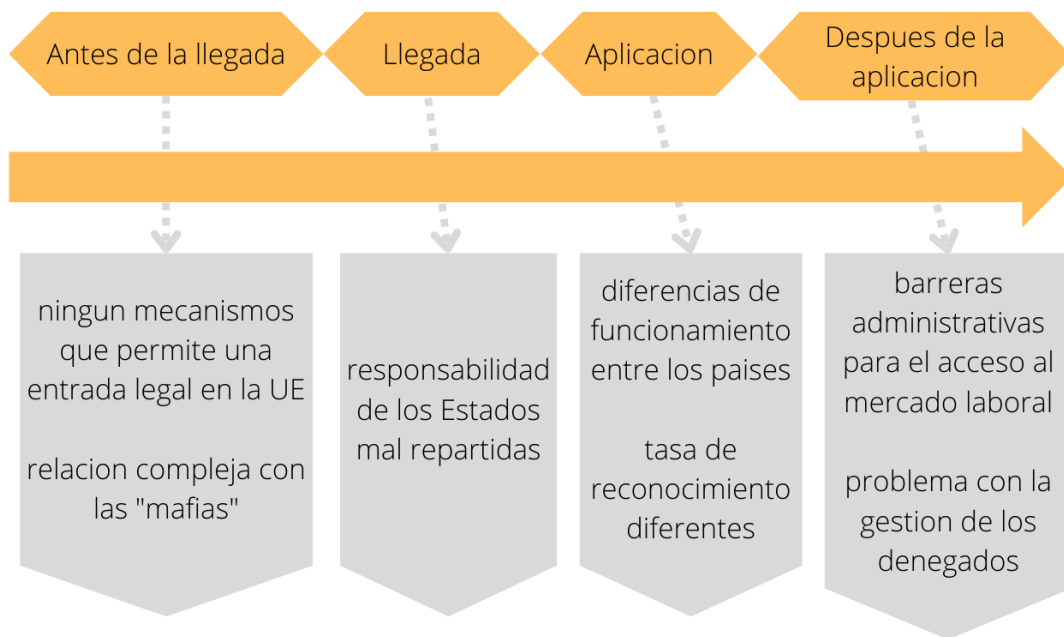 Antes de la llegada
Llegada
Aplicacion
Despues de la
aplicacion
ningun mecanismos
que permite una
entrada legal en la UE
relacion compleja con
las "mafias"
responsabilidad
de los Estados
mal repartidas
diferencias de
funcionamiento
entre los paises
tasa de
reconocimiento
diferentes
barreras
administrativas
para el acceso al
mercado laboral
problema con la
gestion de los
denegados